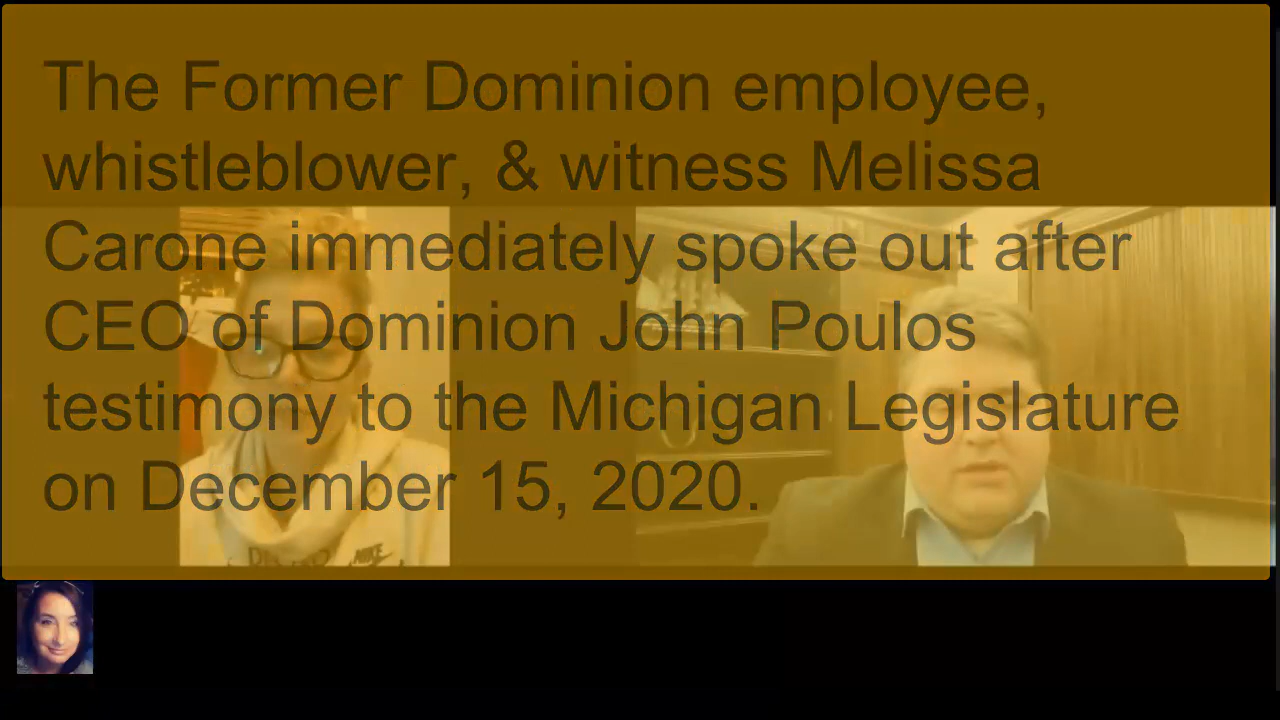 The Former Dominion employee,
whistleblower, & witness Melissa
Carone immediately spoke out after
CEO of Dominion John Poulos
testimony to the Michigan Legislature
on December 15, 2020.
NIKE